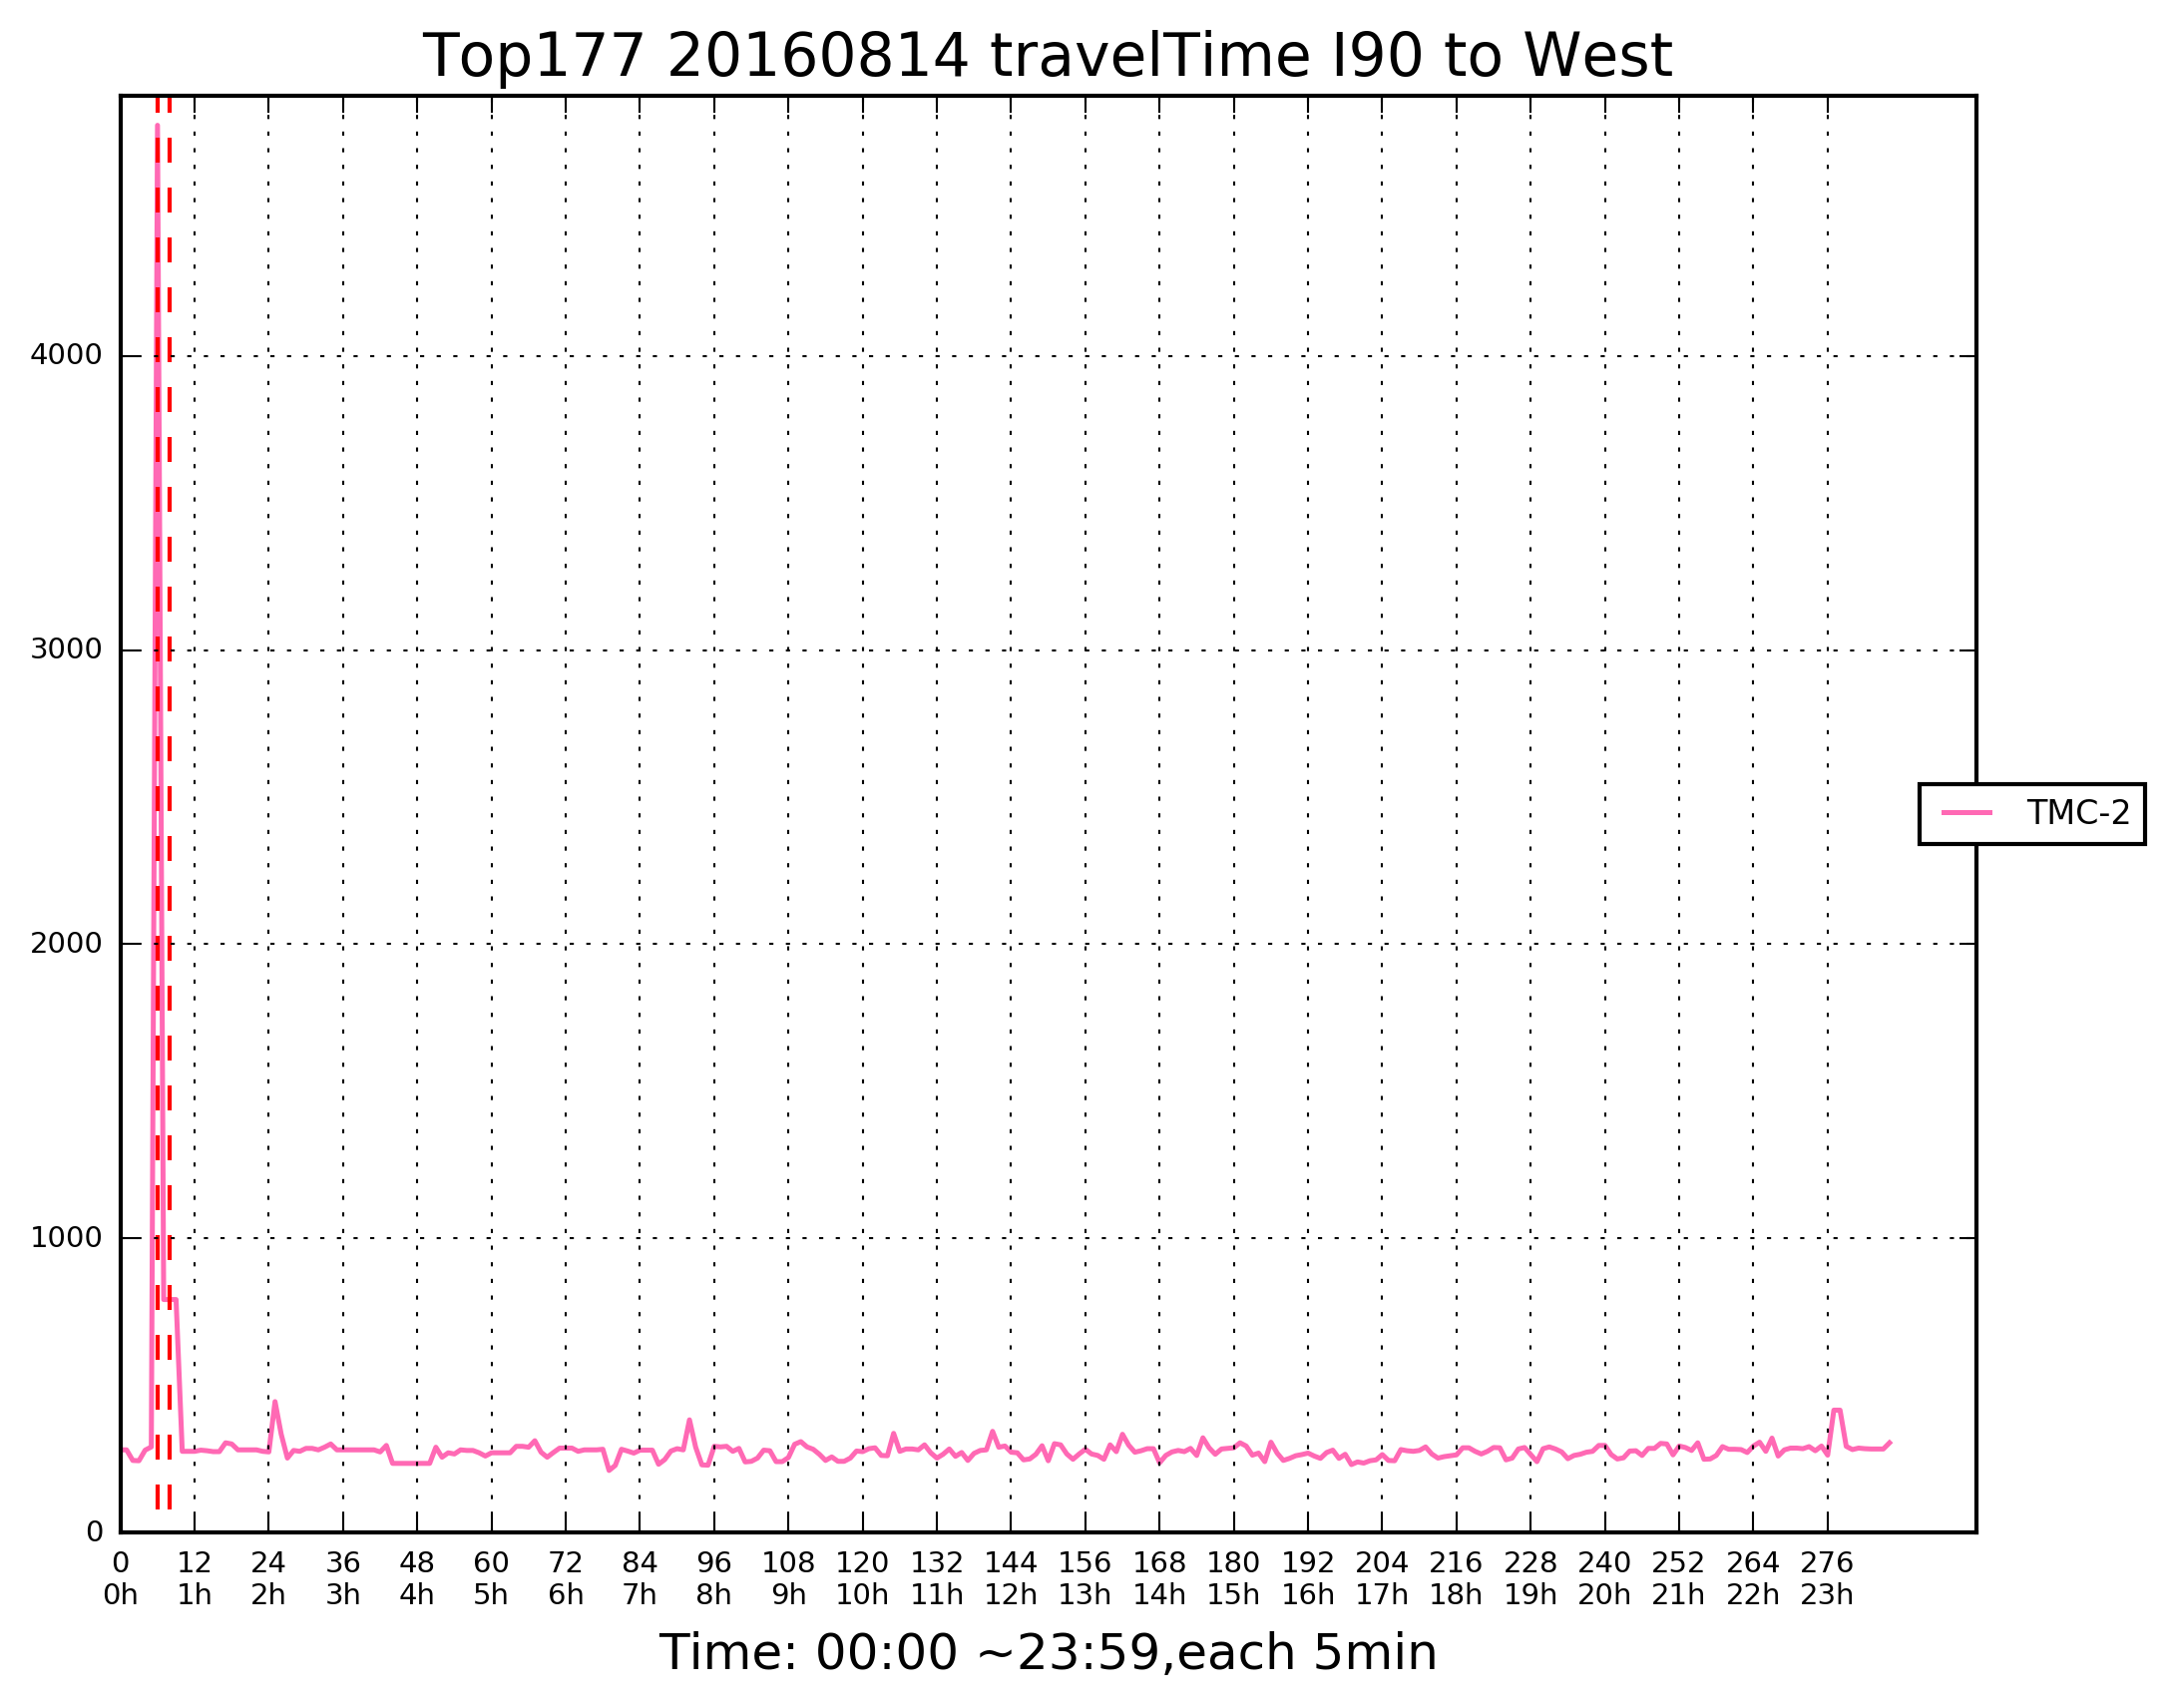 Top177 20160814 travelTime I90 to West
4000
3000
2000
1000
0
TMC-2
0 12 24 36 48 60 72 84 96 108 120 132 144 156 168 180 192 204 216 228 240 252 264 276
0h 1h 2h 3h 4h 5h 6h 7h 8h 9h 10h 11h 12h 13h 14h 15h 16h 17h 18h 19h 20h 21h 22h 23h
Time: 00:00 ~23:59,each 5min